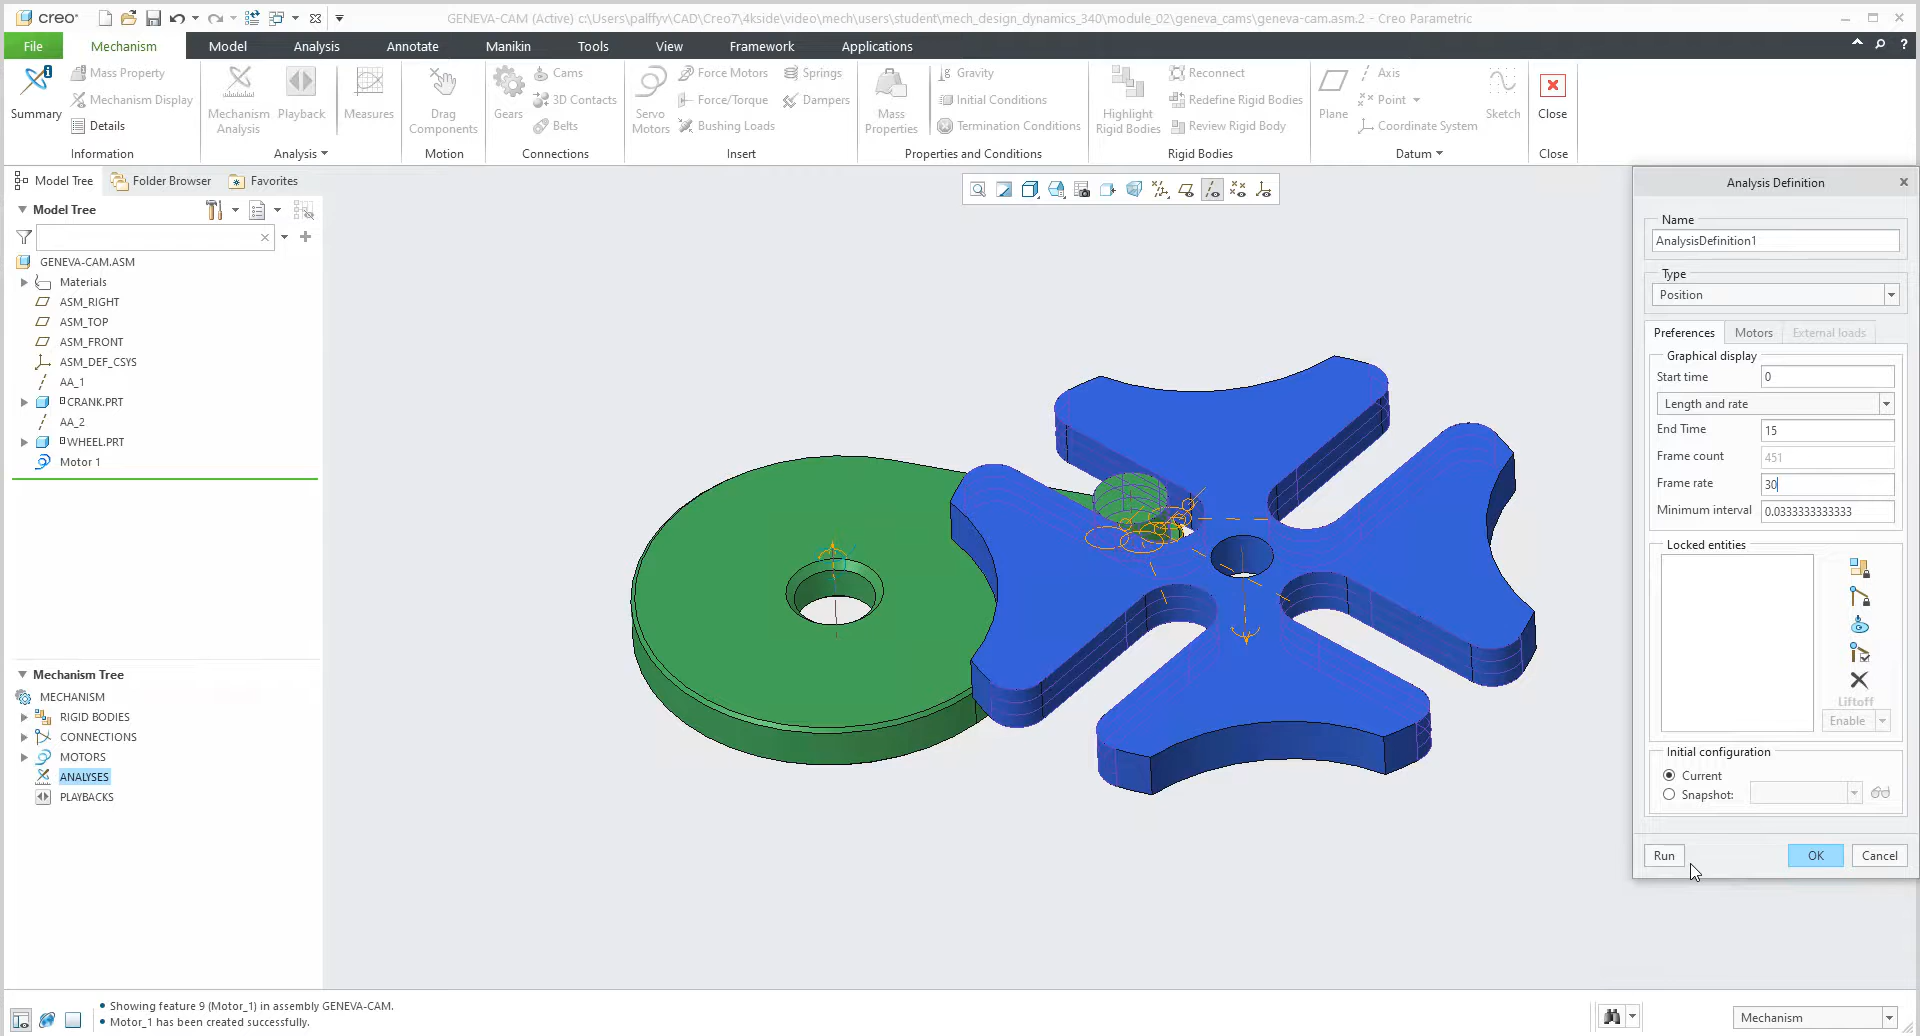 creo®
GENEVA-CAM (Active) c:\Users\palffyv\CAD\Creo7\4kside\video\mech\users\student\mech_design_dynamics_340\module_02\geneva_cams\geneva-cam.asm.2 - Creo Parametric
File Mechanism Model Analysis Annotate Manikin Tools View Framework Applications
Summary
Mass Property
Mechanism Display
Details
Information
Mechanism Analysis
Playback
Measures
Analysis
Drag Components
Motion
Gears
Cams
3D Contacts
Belts
Connections
Servo Motors
Force Motors
Force/Torque
Bushing Loads
Springs
Dampers
Insert
Mass Properties
Gravity
Initial Conditions
Termination Conditions
Properties and Conditions
Highlight Rigid Bodies
Reconnect
Redefine Rigid Bodies
Review Rigid Body
Rigid Bodies
Plane
Axis
Point
Coordinate System
Sketch
Datum
Close
Close
Model Tree Folder Browser Favorites
Model Tree
GENEVA-CAM.ASM
Materials
ASM_RIGHT
ASM_TOP
ASM_FRONT
ASM_DEF_CSYS
AA_1
CRANK.PRT
AA_2
WHEEL.PRT
Motor 1
Mechanism Tree
MECHANISM
RIGID BODIES
CONNECTIONS
MOTORS
ANALYSES
PLAYBACKS
Analysis Definition
Name
AnalysisDefinition1
Type
Position
Preferences Motors External loads
Graphical display
Start time 0
Length and rate
End Time 15
Frame count 451
Frame rate 30
Minimum interval 0.0333333333333
Locked entities
Liftoff
Enable
Initial configuration
Current
Snapshot:
Run OK Cancel
• Showing feature 9 (Motor_1) in assembly GENEVA-CAM.
• Motor_1 has been created successfully.
Mechanism